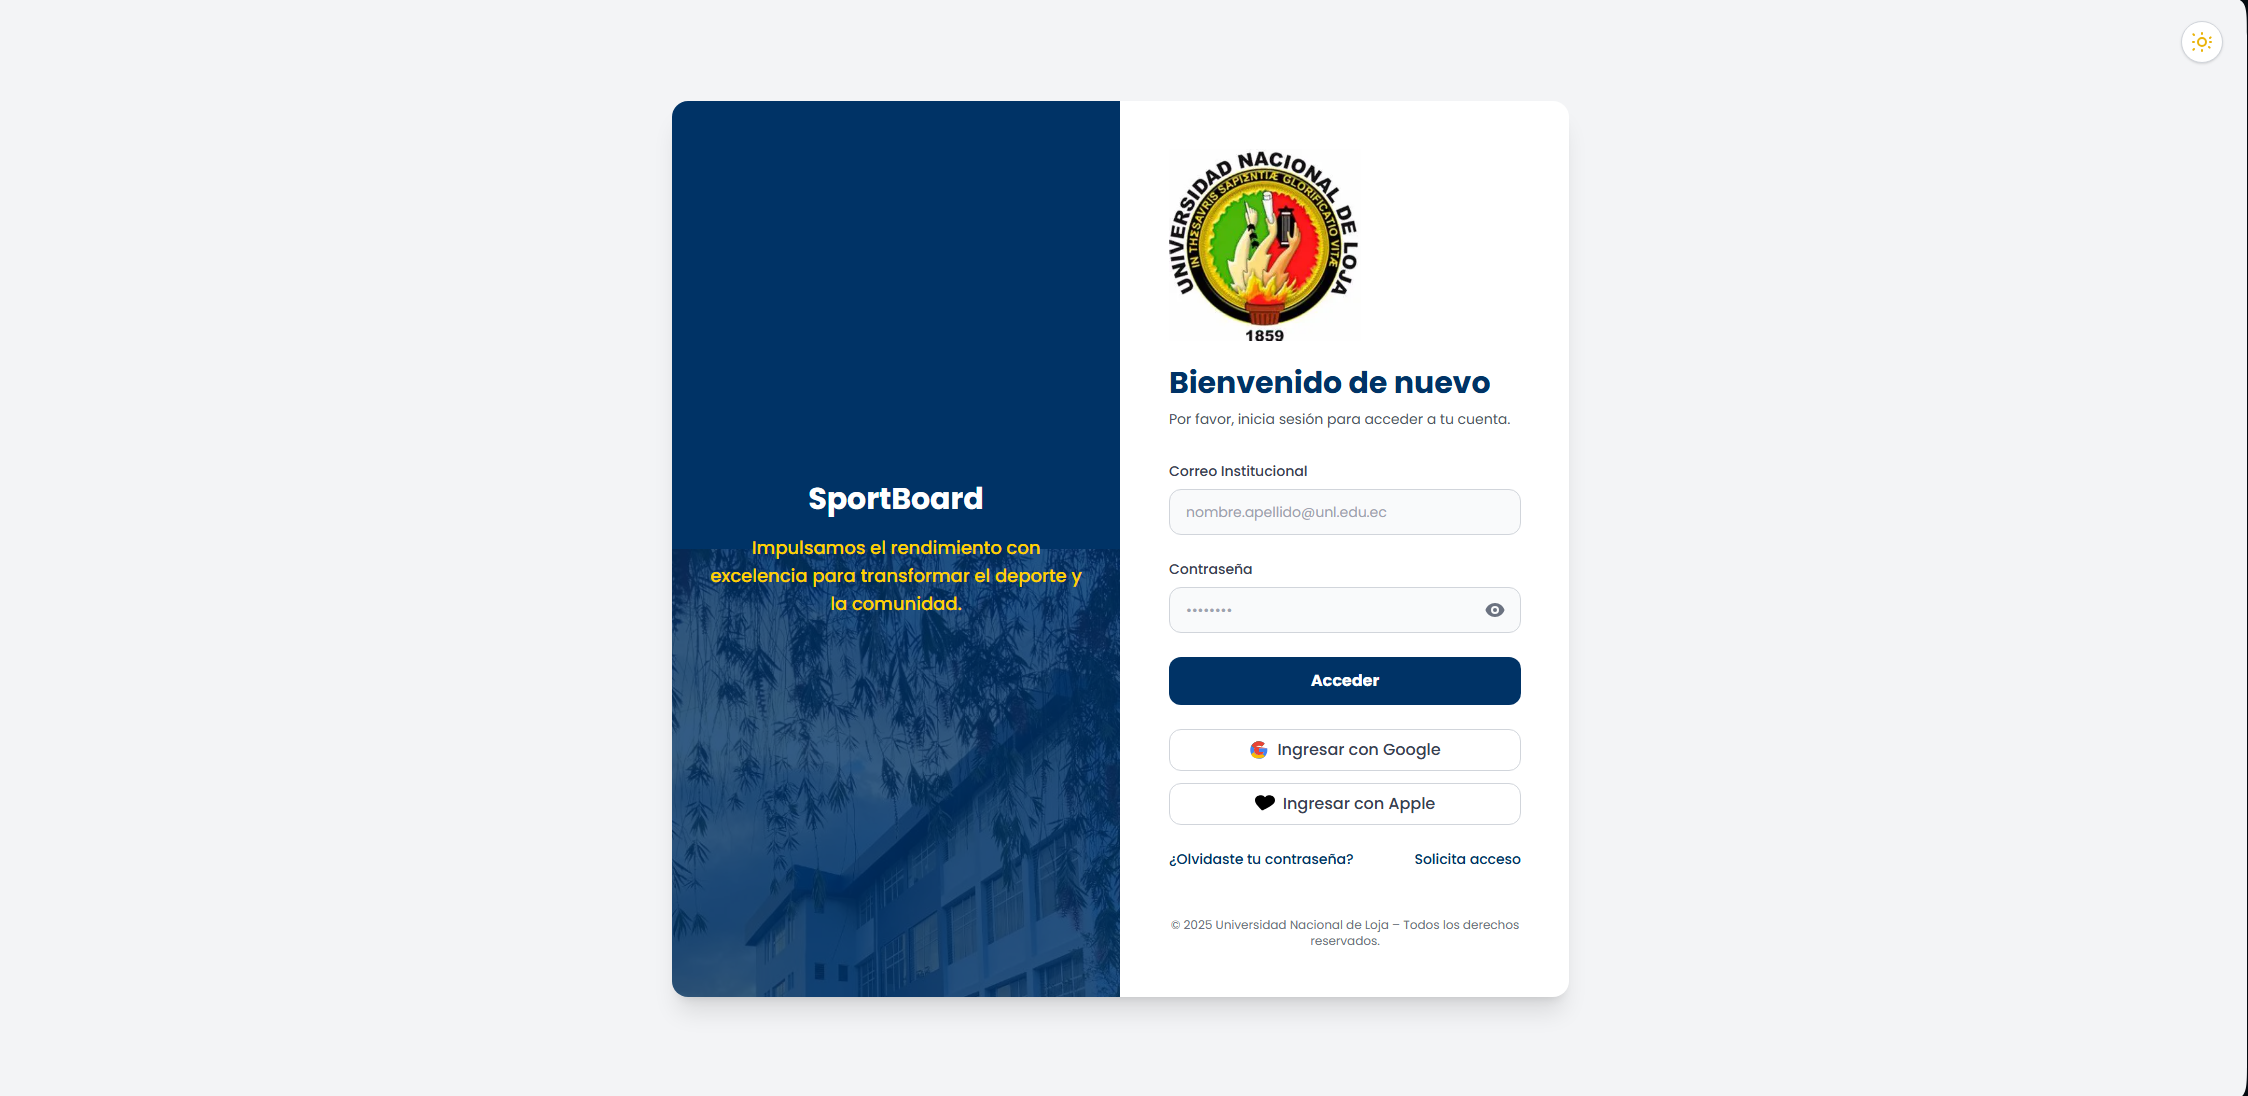 SportBoard
Impulsamos el rendimiento con
excelencia para transformar el deporte y
la comunidad.
UNIVERSIDAD NACIONAL DE LOJA
IN THESAVRIS SAPIENTIÆ GLORIFICATIO VITÆ
1859
Bienvenido de nuevo
Por favor, inicia sesión para acceder a tu cuenta.
Correo Institucional
nombre.apellido@unl.edu.ec
Contraseña
••••••••
Acceder
Ingresar con Google
Ingresar con Apple
¿Olvidaste tu contraseña? Solicita acceso
© 2025 Universidad Nacional de Loja – Todos los derechos
reservados.